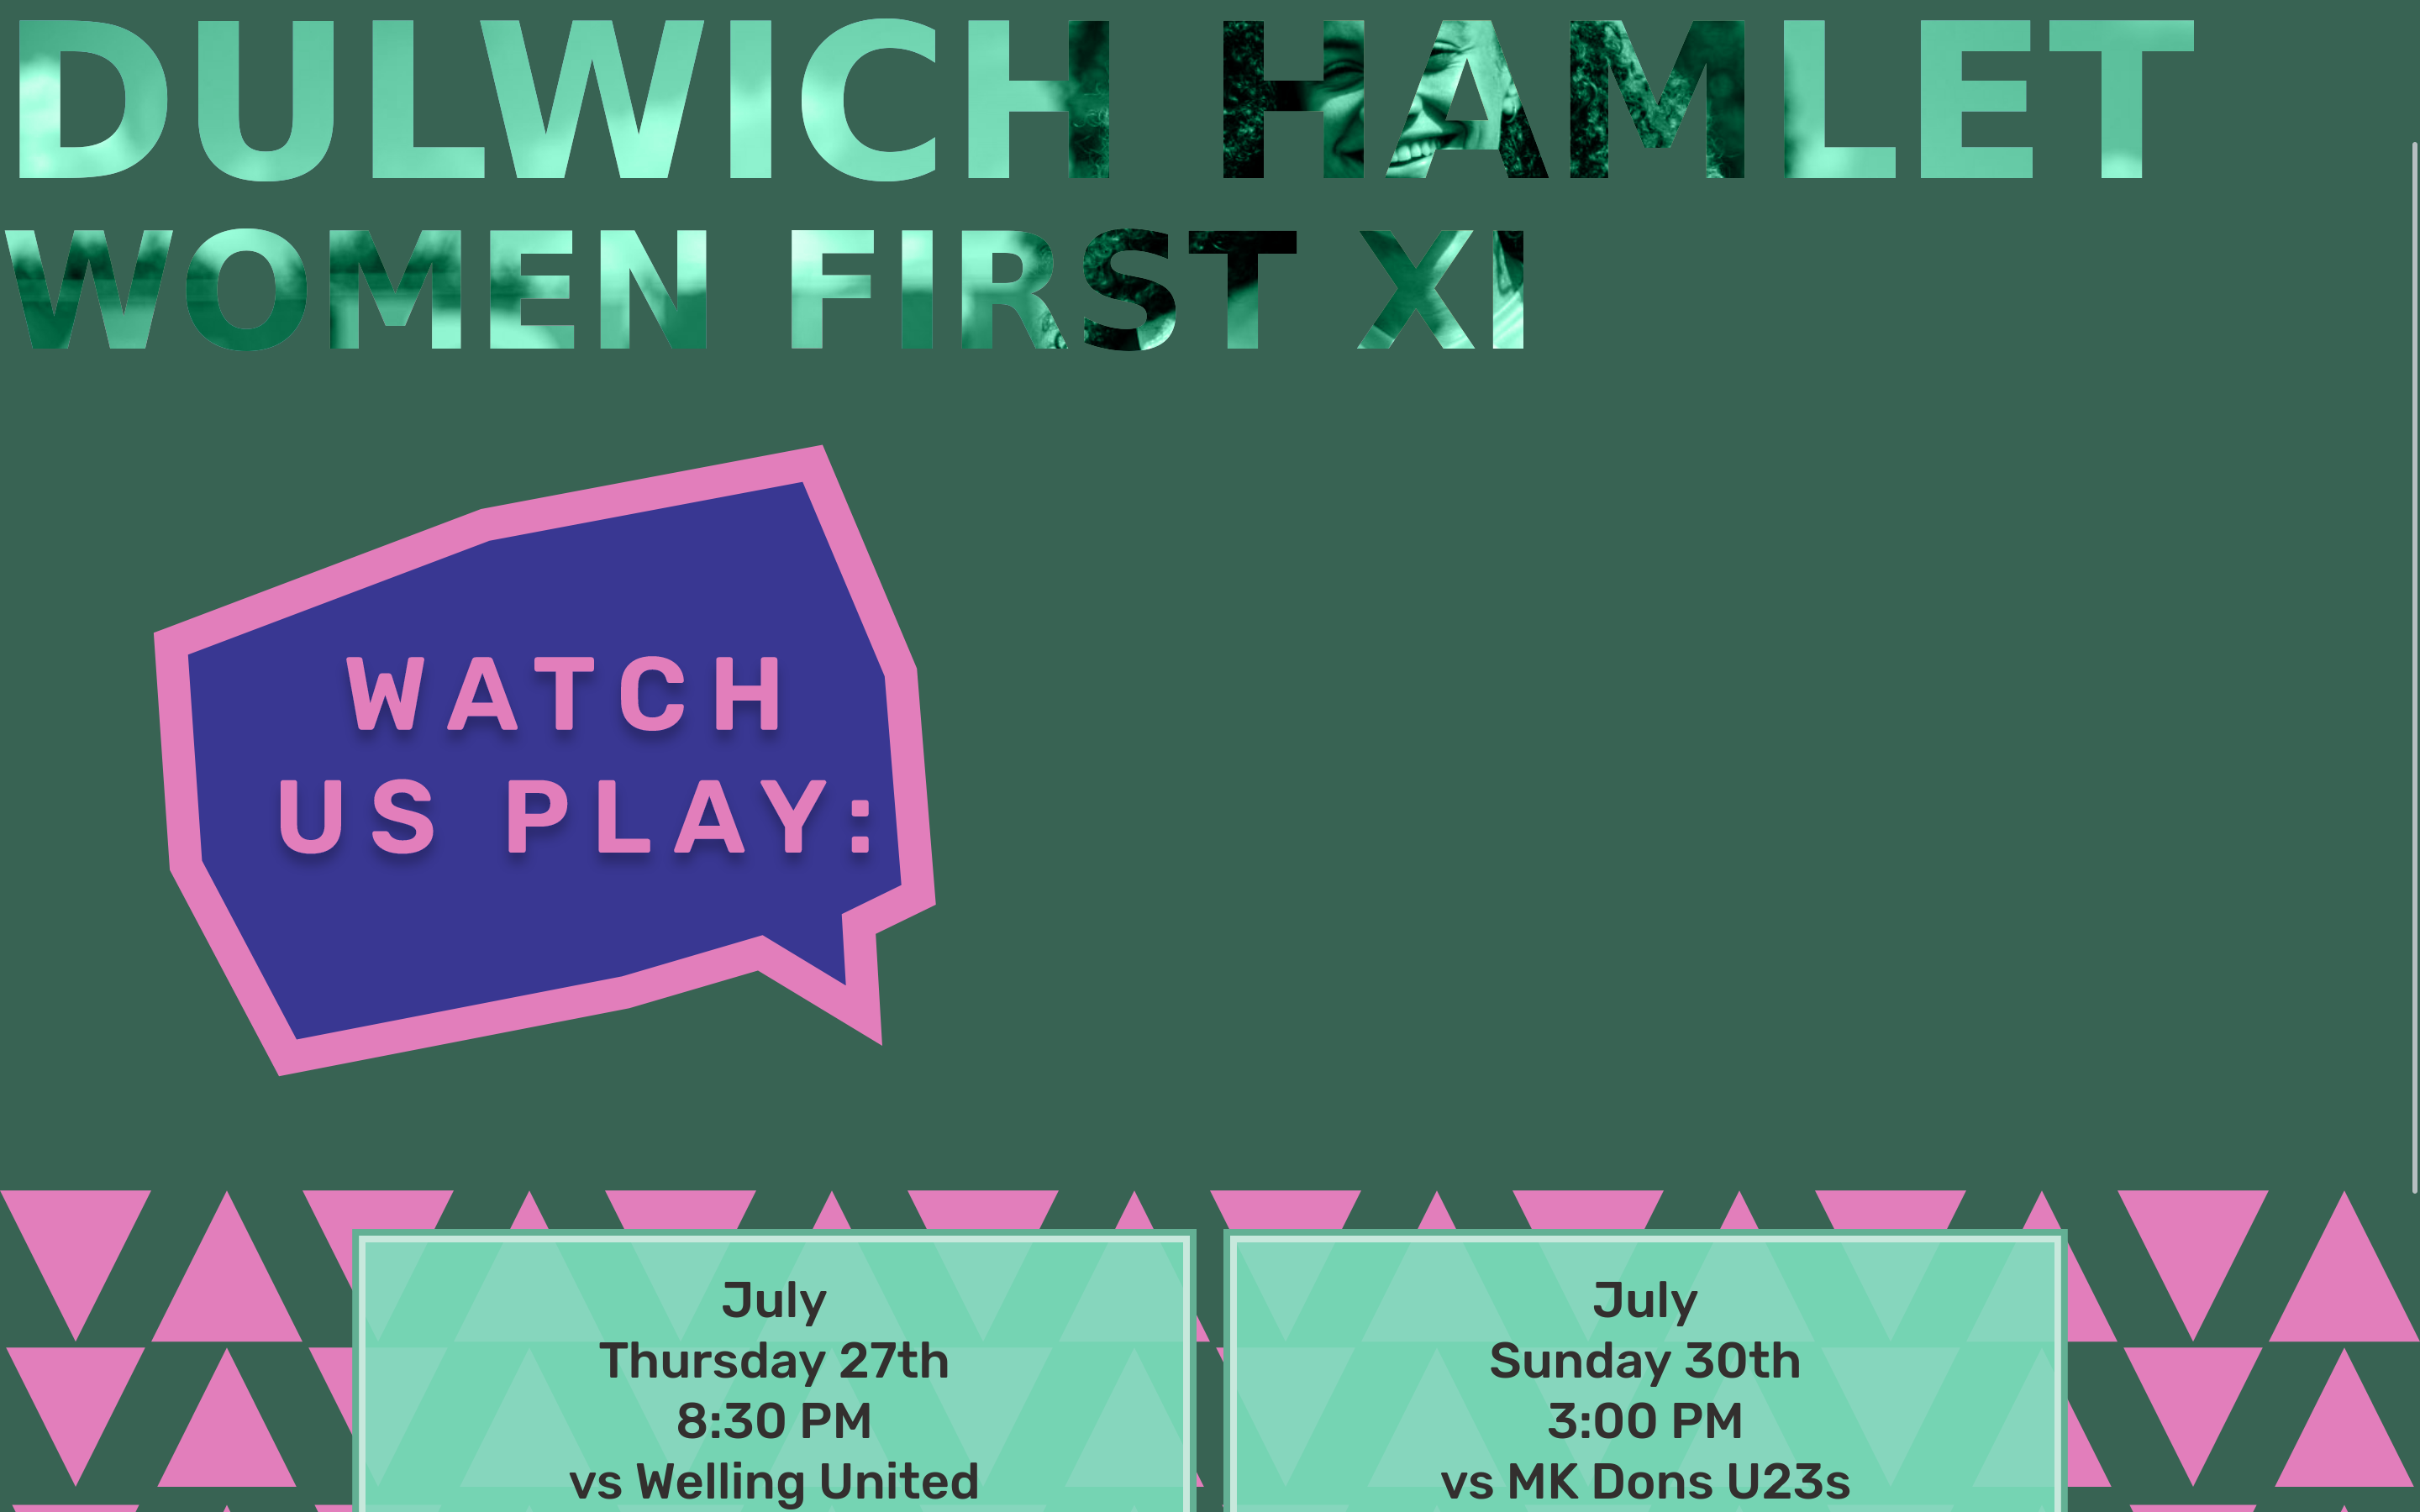 DULWICH HAMLET
WOMEN FIRST XI
WATCH
US PLAY:
July
Thursday 27th
8:30 PM
vs Welling United
July
Sunday 30th
3:00 PM
vs MK Dons U23s